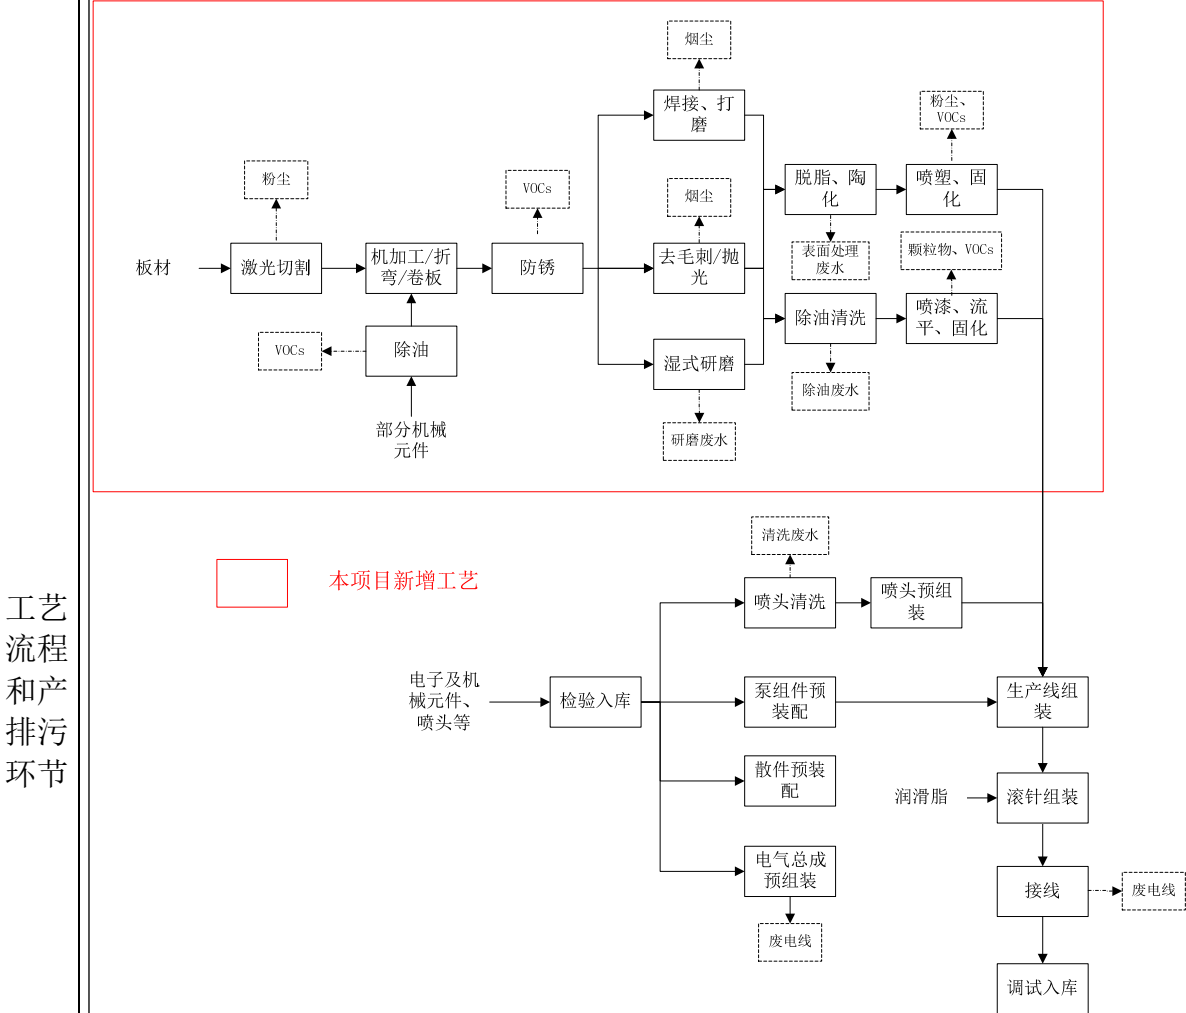 烟尘
焊接、打
磨
粉尘、
VOCs
粉尘
VOCs
烟尘
脱脂、陶
化
喷塑、固
化
板材
激光切割
机加工/折
弯/卷板
防锈
去毛刺/抛
光
表面处理
废水
颗粒物、VOCs
VOCs
除油
除油清洗
喷漆、流
平、固化
湿式研磨
除油废水
部分机械
元件
研磨废水
清洗废水
本项目新增工艺
喷头清洗
喷头预组
装
工艺
流程
和产
排污
环节
电子及机
械元件、
喷头等
检验入库
泵组件预
装配
生产线组
装
散件预装
配
润滑脂
滚针组装
电气总成
预组装
接线
废电线
废电线
调试入库